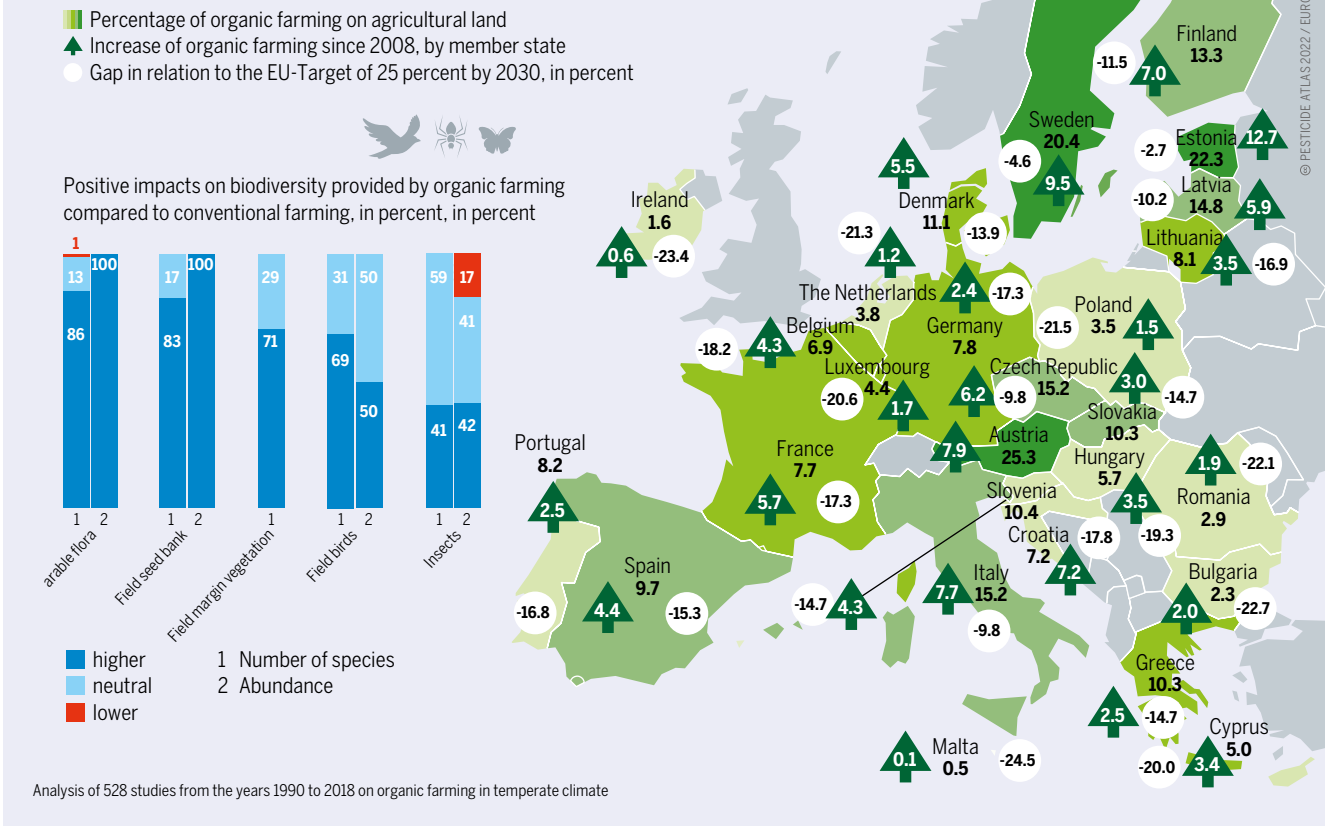 Percentage of organic farming on agricultural land
Increase of organic farming since 2008, by member state
Gap in relation to the EU-Target of 25 percent by 2030, in percent
Positive impacts on biodiversity provided by organic farming
compared to conventional farming, in percent, in percent
1
13
86
100
17
83
100
29
71
31
69
50
50
59
41
17
41
42
1 2
1 2
1
1 2
1 2
arable flora
Field seed bank
Field margin vegetation
Field birds
Insects
higher
neutral
lower
1 Number of species
2 Abundance
Finland
13.3
-11.5
7.0
Sweden
20.4
-4.6
9.5
Estonia
22.3
-2.7
12.7
Latvia
14.8
-10.2
5.9
Lithuania
8.1
3.5
-16.9
5.5
Denmark
11.1
-13.9
Ireland
1.6
0.6
-23.4
-21.3
1.2
The Netherlands
3.8
2.4
-17.3
Germany
7.8
Poland
3.5
-21.5
1.5
-18.2
4.3
Belgium
6.9
Luxembourg
4.4
-20.6
1.7
Czech Republic
15.2
6.2
-9.8
3.0
-14.7
Slovakia
10.3
7.9
Austria
25.3
Hungary
5.7
3.5
-19.3
1.9
-22.1
Romania
2.9
France
7.7
5.7
-17.3
Portugal
8.2
2.5
-16.8
Spain
9.7
4.4
-15.3
Slovenia
10.4
-14.7
4.3
Croatia
7.2
-17.8
7.2
Italy
15.2
7.7
-9.8
Bulgaria
2.3
2.0
-22.7
Greece
10.3
2.5
-14.7
Cyprus
5.0
-20.0
3.4
Malta
0.5
0.1
-24.5
Analysis of 528 studies from the years 1990 to 2018 on organic farming in temperate climate
© PESTICIDE ATLAS 2022 / EURO